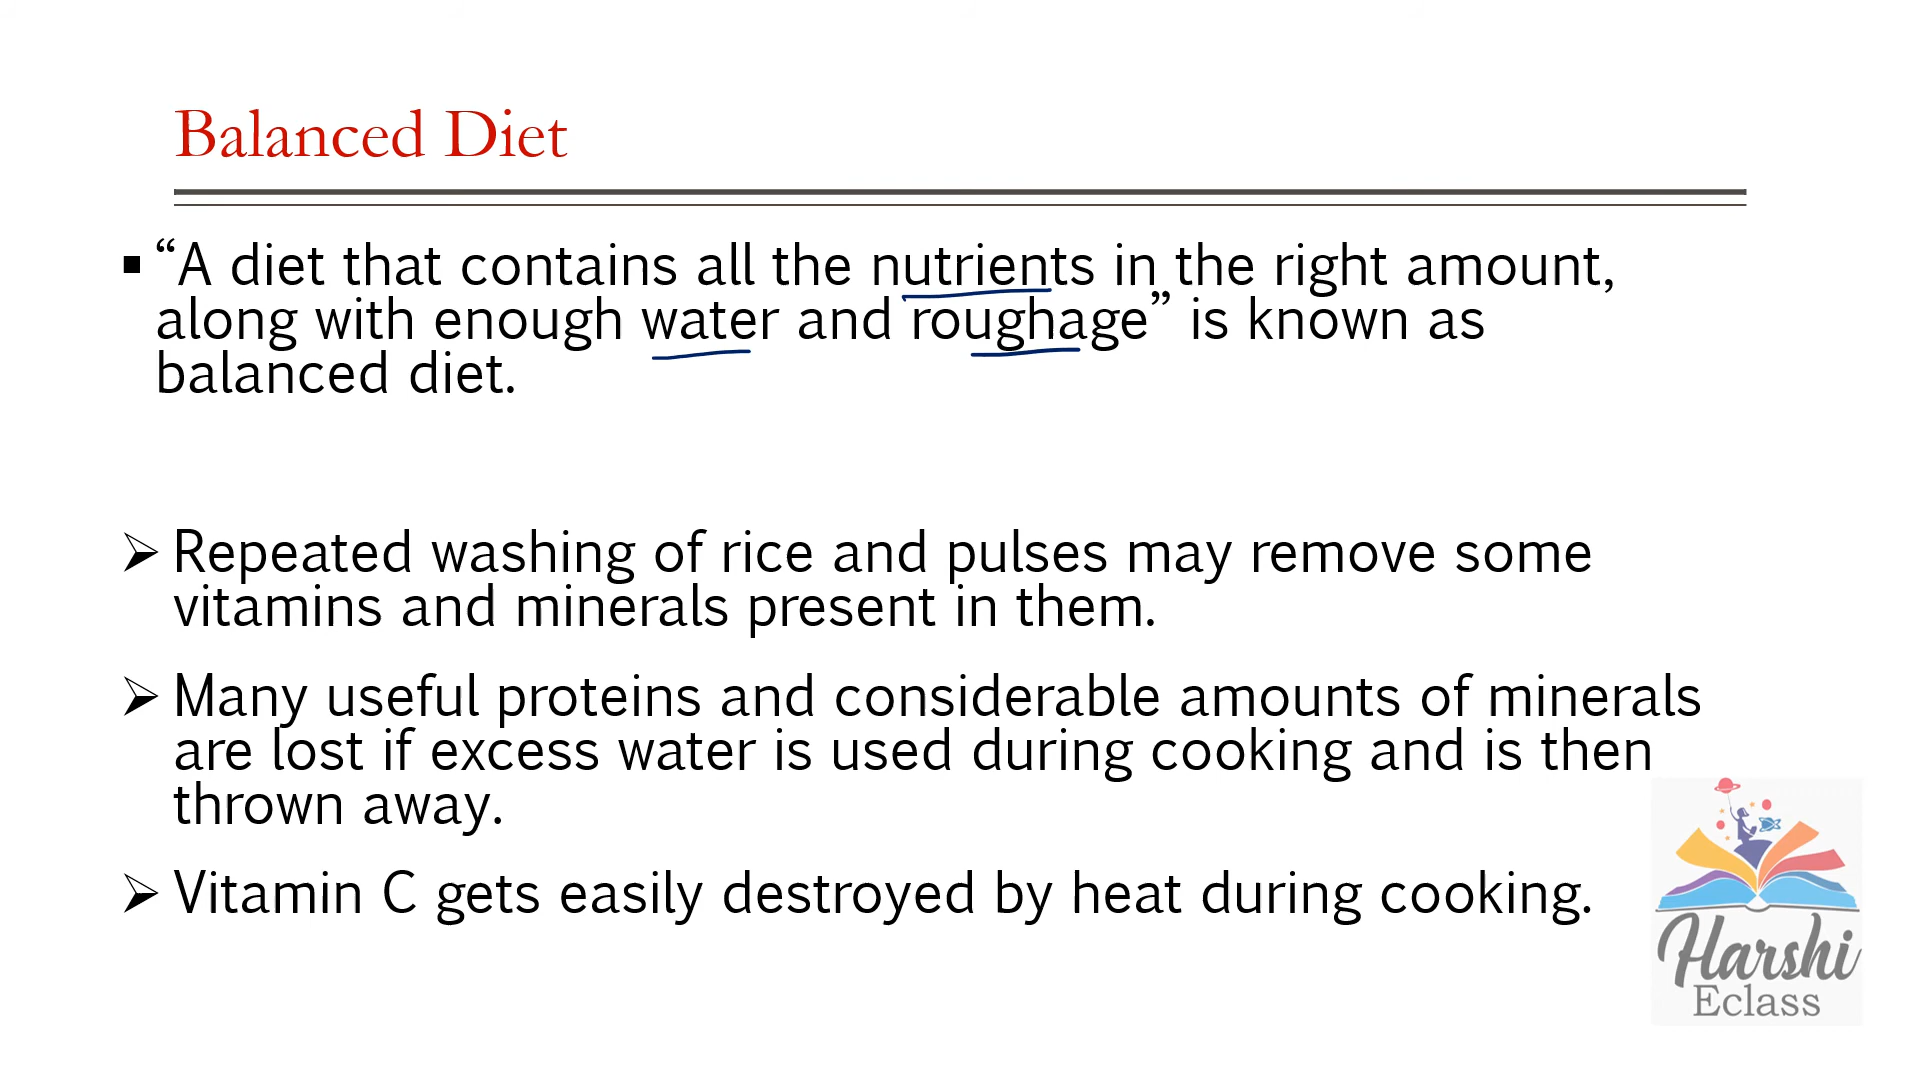 Balanced Diet
▪ “A diet that contains all the nutrients in the right amount,
along with enough water and roughage” is known as
balanced diet.
➢ Repeated washing of rice and pulses may remove some
vitamins and minerals present in them.
➢ Many useful proteins and considerable amounts of minerals
are lost if excess water is used during cooking and is then
thrown away.
➢ Vitamin C gets easily destroyed by heat during cooking.
Harshi
Eclass